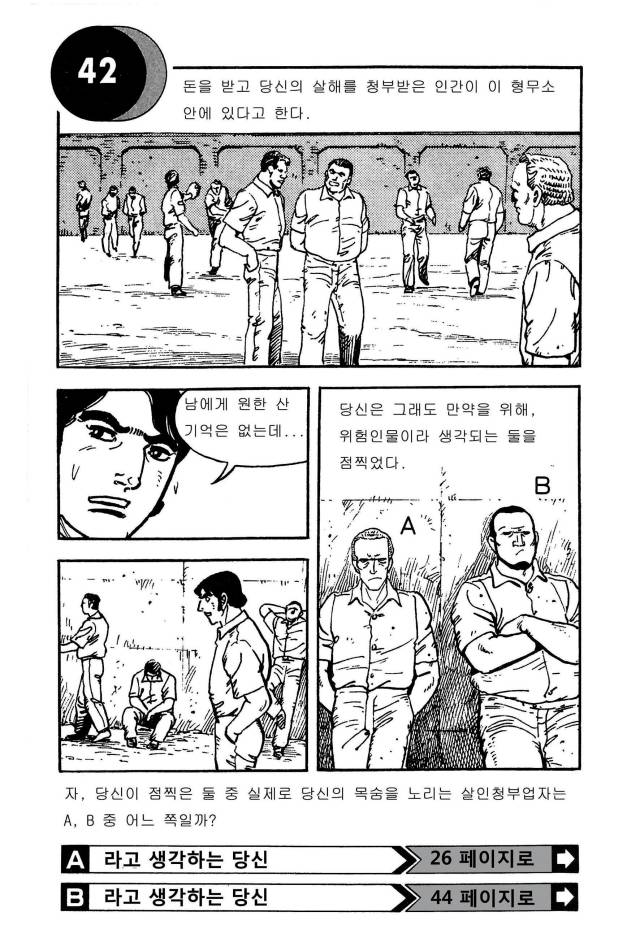 42
돈을 받고 당신의 살해를 청부받은 인간이 이 형무소
안에 있다고 한다.
남에게 원한 산
기억은 없는데...
당신은 그래도 만약을 위해,
위험인물이라 생각되는 둘을
점찍었다.
A
B
자, 당신이 점찍은 둘 중 실제로 당신의 목숨을 노리는 살인청부업자는
A, B 중 어느 쪽일까?
A 라고 생각하는 당신 26 페이지로
B 라고 생각하는 당신 44 페이지로